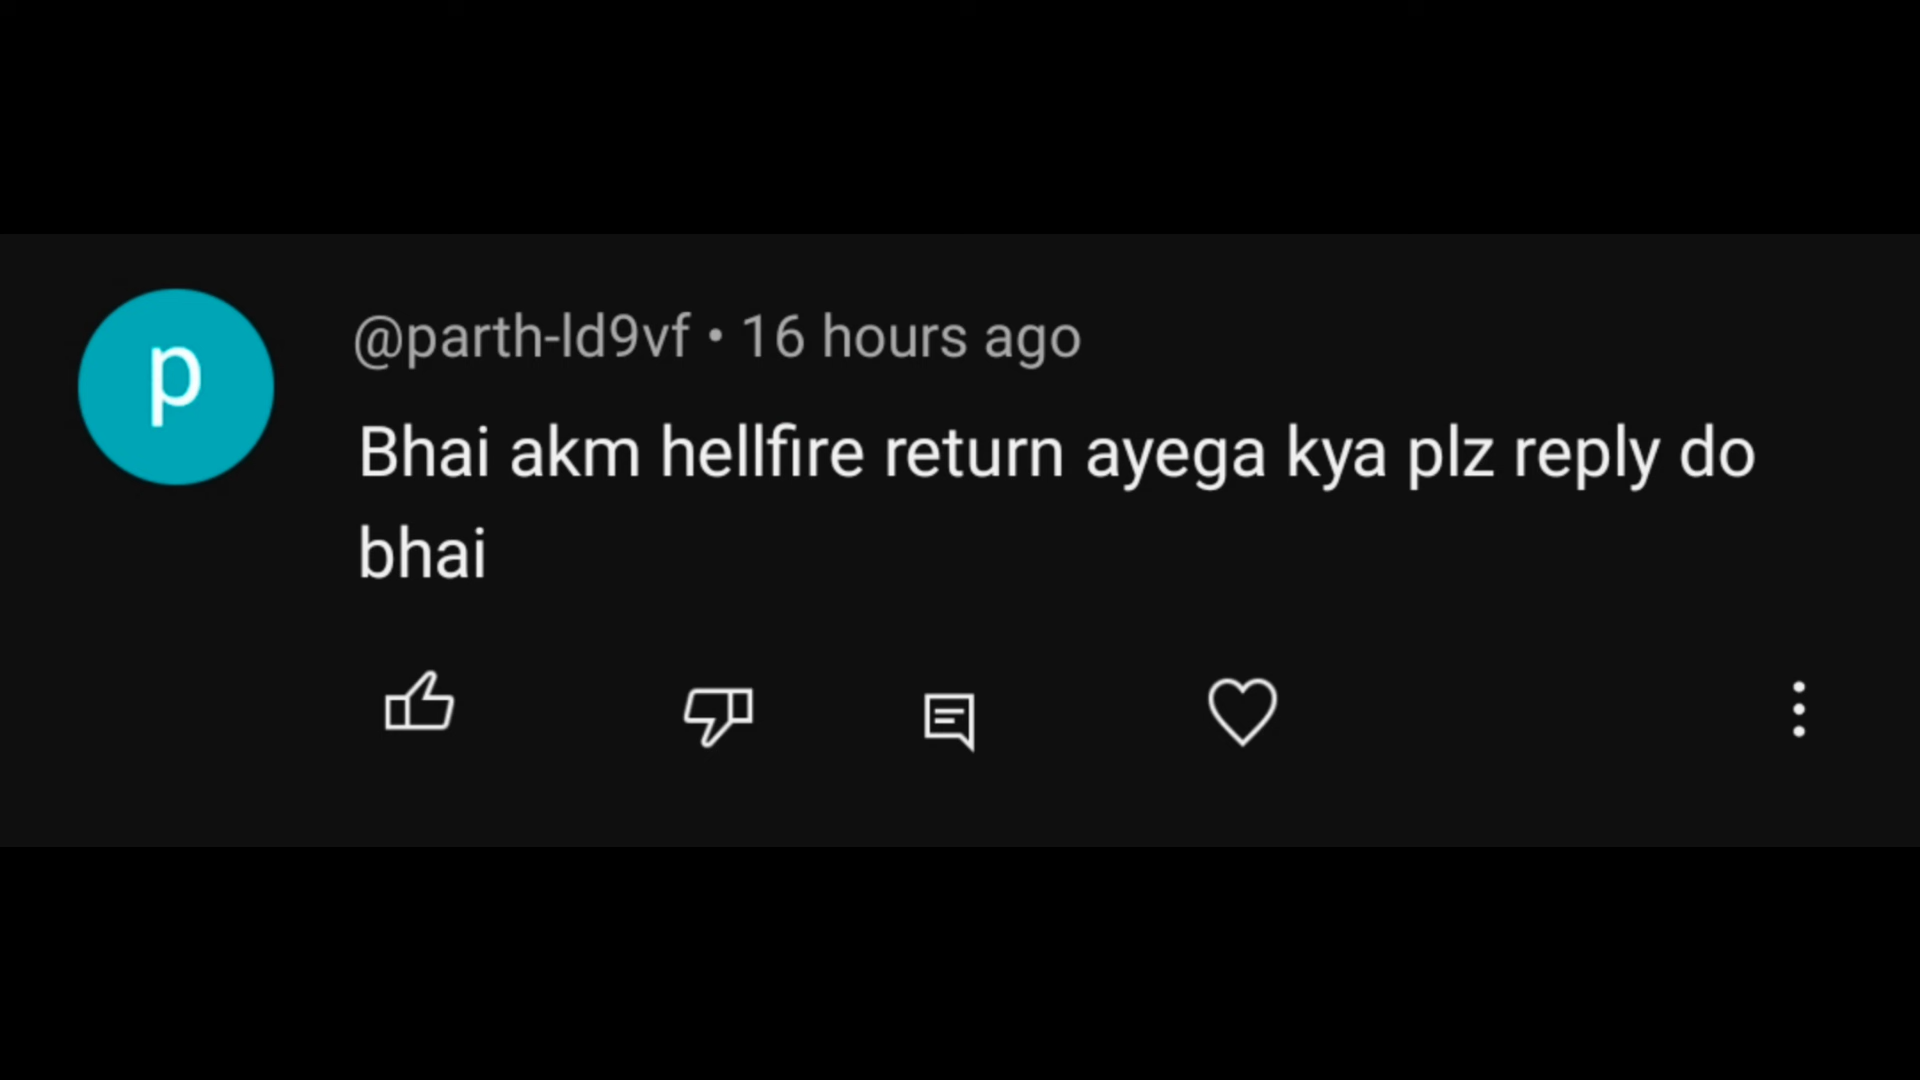 p
@parth-ld9vf • 16 hours ago
Bhai akm hellfire return ayega kya plz reply do
bhai